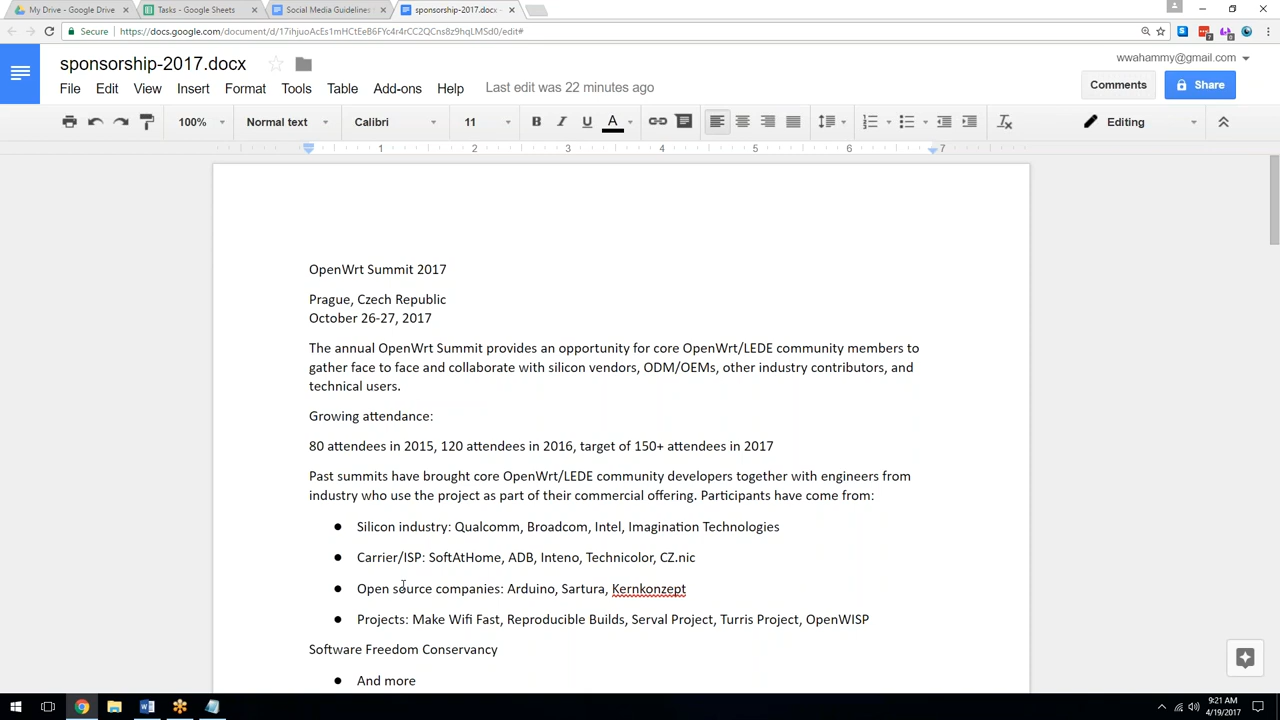 My Drive - Google Drive
Tasks - Google Sheets
Social Media Guidelines
sponsorship-2017.docx -
Secure
https://docs.google.com/document/d/17ihjuoAcEs1mHCtEeB6FYc4r4rCC2QCns8z9hqLMSd0/edit#
sponsorship-2017.docx
wwahammy@gmail.com
File Edit View Insert Format Tools Table Add-ons Help Last edit was 22 minutes ago
Comments
Share
100% Normal text Calibri 11 B I U A Editing
1 2 3 4 5 6 7
OpenWrt Summit 2017
Prague, Czech Republic
October 26-27, 2017
The annual OpenWrt Summit provides an opportunity for core OpenWrt/LEDE community members to
gather face to face and collaborate with silicon vendors, ODM/OEMs, other industry contributors, and
technical users.
Growing attendance:
80 attendees in 2015, 120 attendees in 2016, target of 150+ attendees in 2017
Past summits have brought core OpenWrt/LEDE community developers together with engineers from
industry who use the project as part of their commercial offering. Participants have come from:
● Silicon industry: Qualcomm, Broadcom, Intel, Imagination Technologies
● Carrier/ISP: SoftAtHome, ADB, Inteno, Technicolor, CZ.nic
● Open source companies: Arduino, Sartura, Kernkonzept
● Projects: Make Wifi Fast, Reproducible Builds, Serval Project, Turris Project, OpenWISP
Software Freedom Conservancy
● And more
9:21 AM
4/19/2017